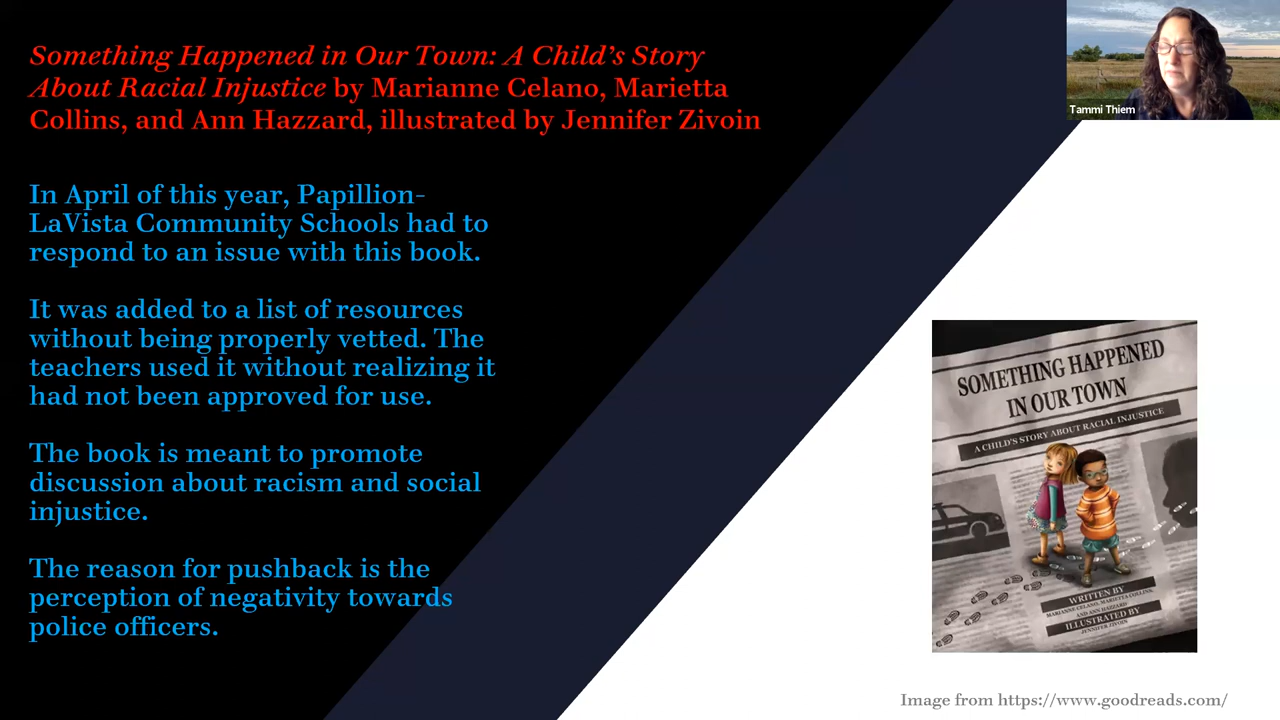 Something Happened in Our Town: A Child's Story
About Racial Injustice by Marianne Celano, Marietta
Collins, and Ann Hazzard, illustrated by Jennifer Zivoin
In April of this year, Papillion-
LaVista Community Schools had to
respond to an issue with this book.
It was added to a list of resources
without being properly vetted. The
teachers used it without realizing it
had not been approved for use.
The book is meant to promote
discussion about racism and social
injustice.
The reason for pushback is the
perception of negativity towards
police officers.
Tammi Thiem
SOMETHING HAPPENED
IN OUR TOWN
A CHILD'S STORY ABOUT RACIAL INJUSTICE
WRITTEN BY
MARIANNE CELANO, MARIETTA COLLINS,
AND ANN HAZZARD
ILLUSTRATED BY
JENNIFER ZIVOIN
Image from https://www.goodreads.com/